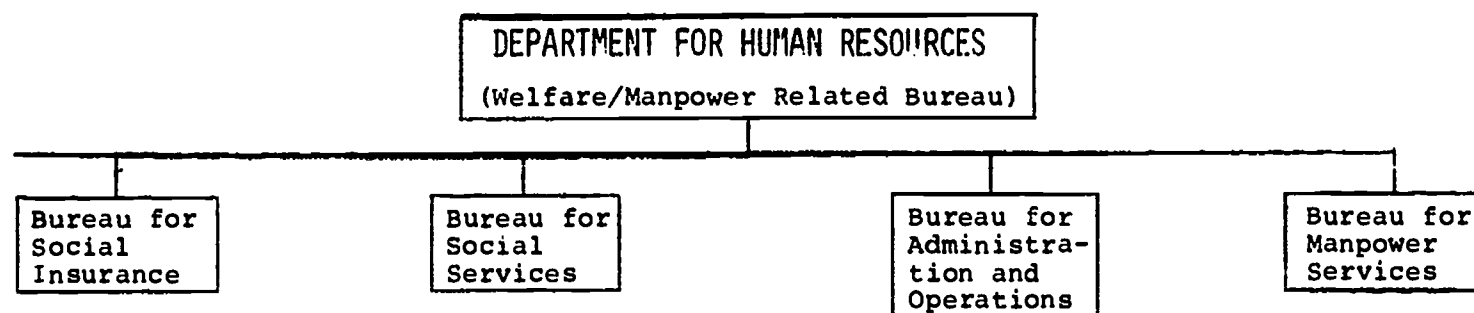 DEPARTMENT FOR HUMAN RESOURCES
(Welfare/Manpower Related Bureau)
Bureau for
Social
Insurance
Bureau for
Social
Services
Bureau for
Administra-
tion and
Operations
Bureau for
Manpower
Services